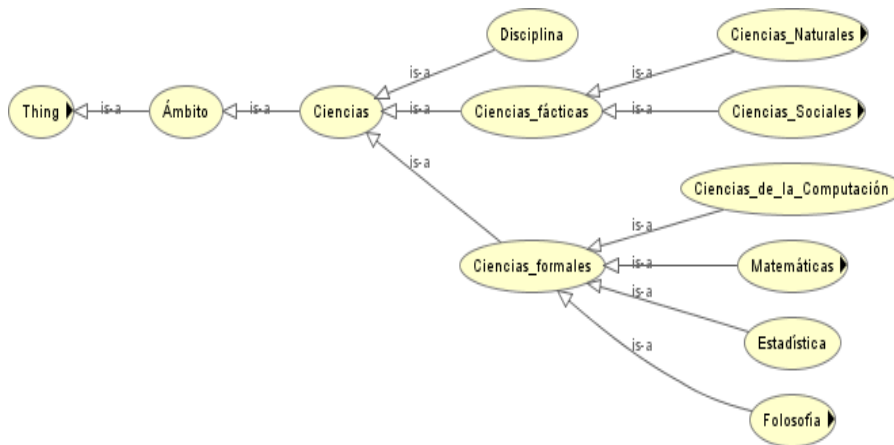 Disciplina
Ciencias_Naturales
is-a
is-a
Thing
is-a
Ámbito
is-a
Ciencias
is-a
Ciencias_fácticas
is-a
Ciencias_Sociales
is-a
Ciencias_de_la_Computación
is-a
Ciencias_formales
is-a
Matemáticas
is-a
Estadística
is-a
Folosofía